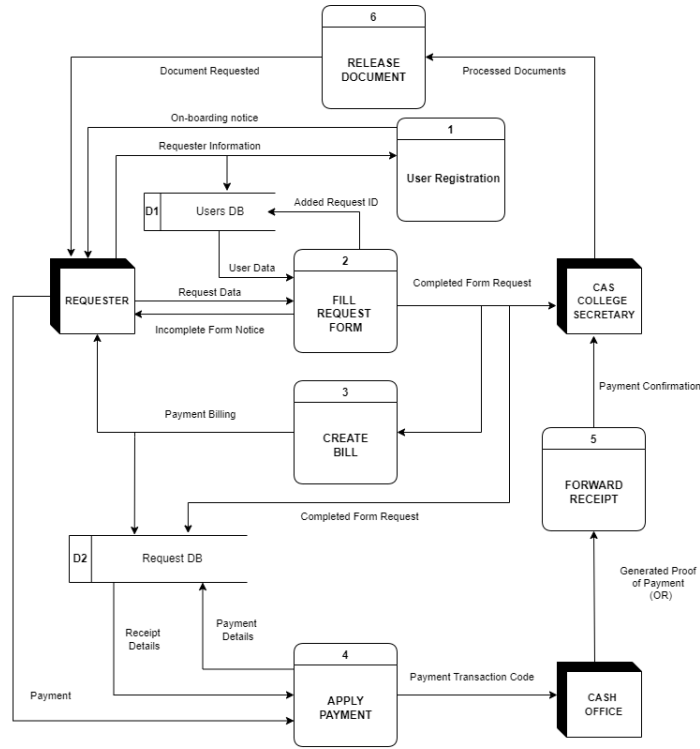 6
RELEASE
DOCUMENT
Document Requested
Processed Documents
On-boarding notice
1
User Registration
Requester Information
D1
Users DB
Added Request ID
User Data
2
FILL
REQUEST
FORM
Completed Form Request
REQUESTER
Request Data
Incomplete Form Notice
CAS
COLLEGE
SECRETARY
3
CREATE
BILL
Payment Billing
Payment Confirmation
5
FORWARD
RECEIPT
Completed Form Request
D2
Request DB
Generated Proof
of Payment
(OR)
Receipt
Details
Payment
Details
4
APPLY
PAYMENT
Payment Transaction Code
Payment
CASH
OFFICE